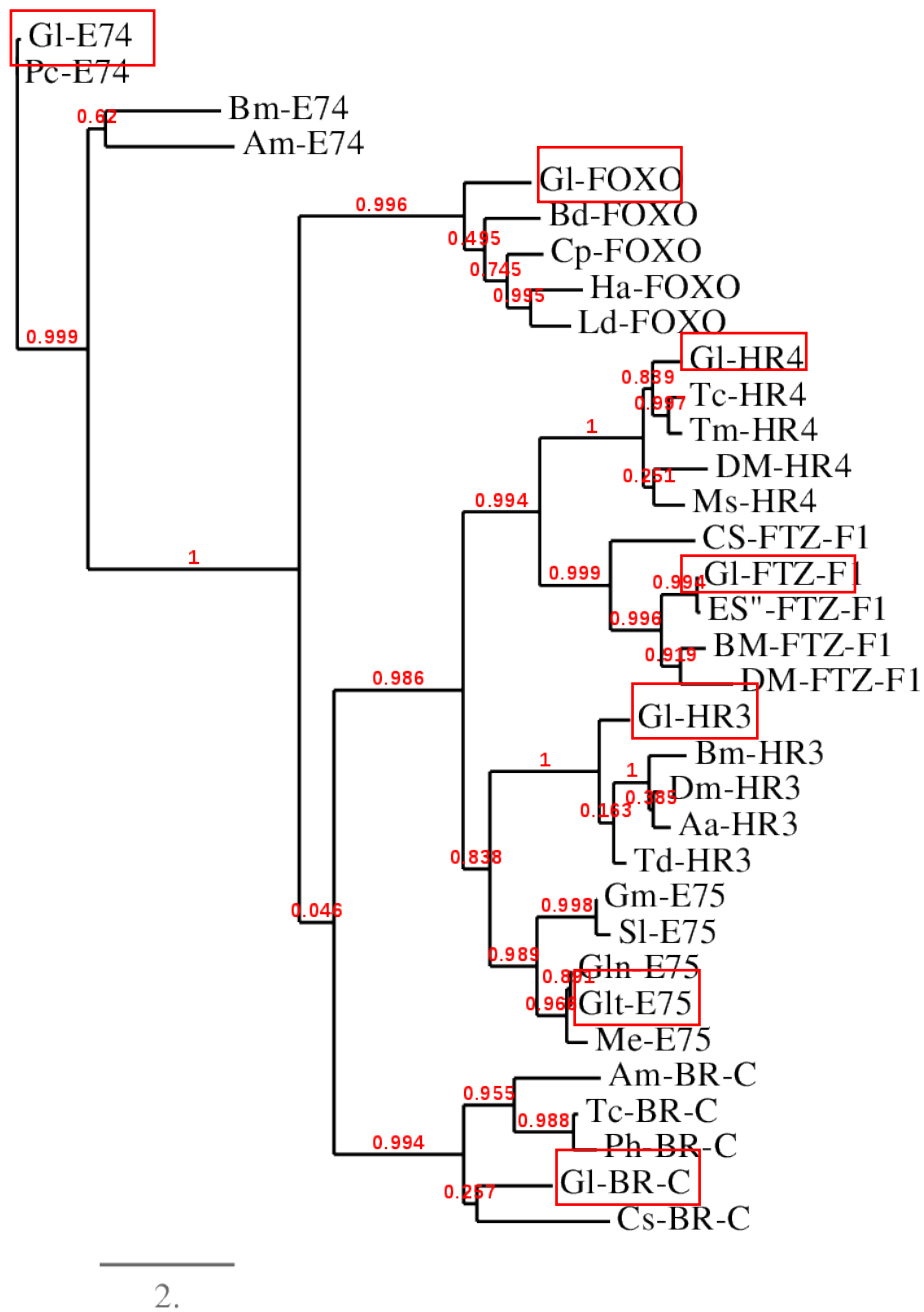 Gl-E74
Pc-E74
0.62
Bm-E74
Am-E74
Gl-FOXO
0.996
Bd-FOXO
0.495
Cp-FOXO
0.745
Ha-FOXO
0.995
Ld-FOXO
0.999
Gl-HR4
0.839
Tc-HR4
0.997
1
Tm-HR4
DM-HR4
0.251
Ms-HR4
0.994
CS-FTZ-F1
0.999
0.994
Gl-FTZ-F1
1
ES"-FTZ-F1
0.996
BM-FTZ-F1
0.919
DM-FTZ-F1
0.986
Gl-HR3
1
Bm-HR3
1
Dm-HR3
0.385
0.163
Aa-HR3
0.838
Td-HR3
Gm-E75
0.998
0.046
Sl-E75
0.989
Gln-E75
0.891
0.966
Glt-E75
Me-E75
Am-BR-C
0.955
Tc-BR-C
0.988
0.994
Ph-BR-C
Gl-BR-C
0.257
Cs-BR-C
2.